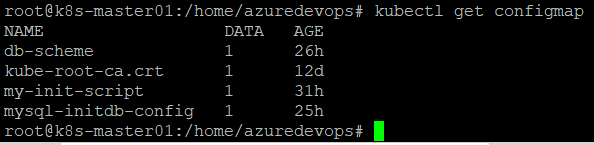 root@k8s-master01:/home/azuredevops# kubectl get configmap
NAME DATA AGE
db-scheme 1 26h
kube-root-ca.crt 1 12d
my-init-script 1 31h
mysql-initdb-config 1 25h
root@k8s-master01:/home/azuredevops#